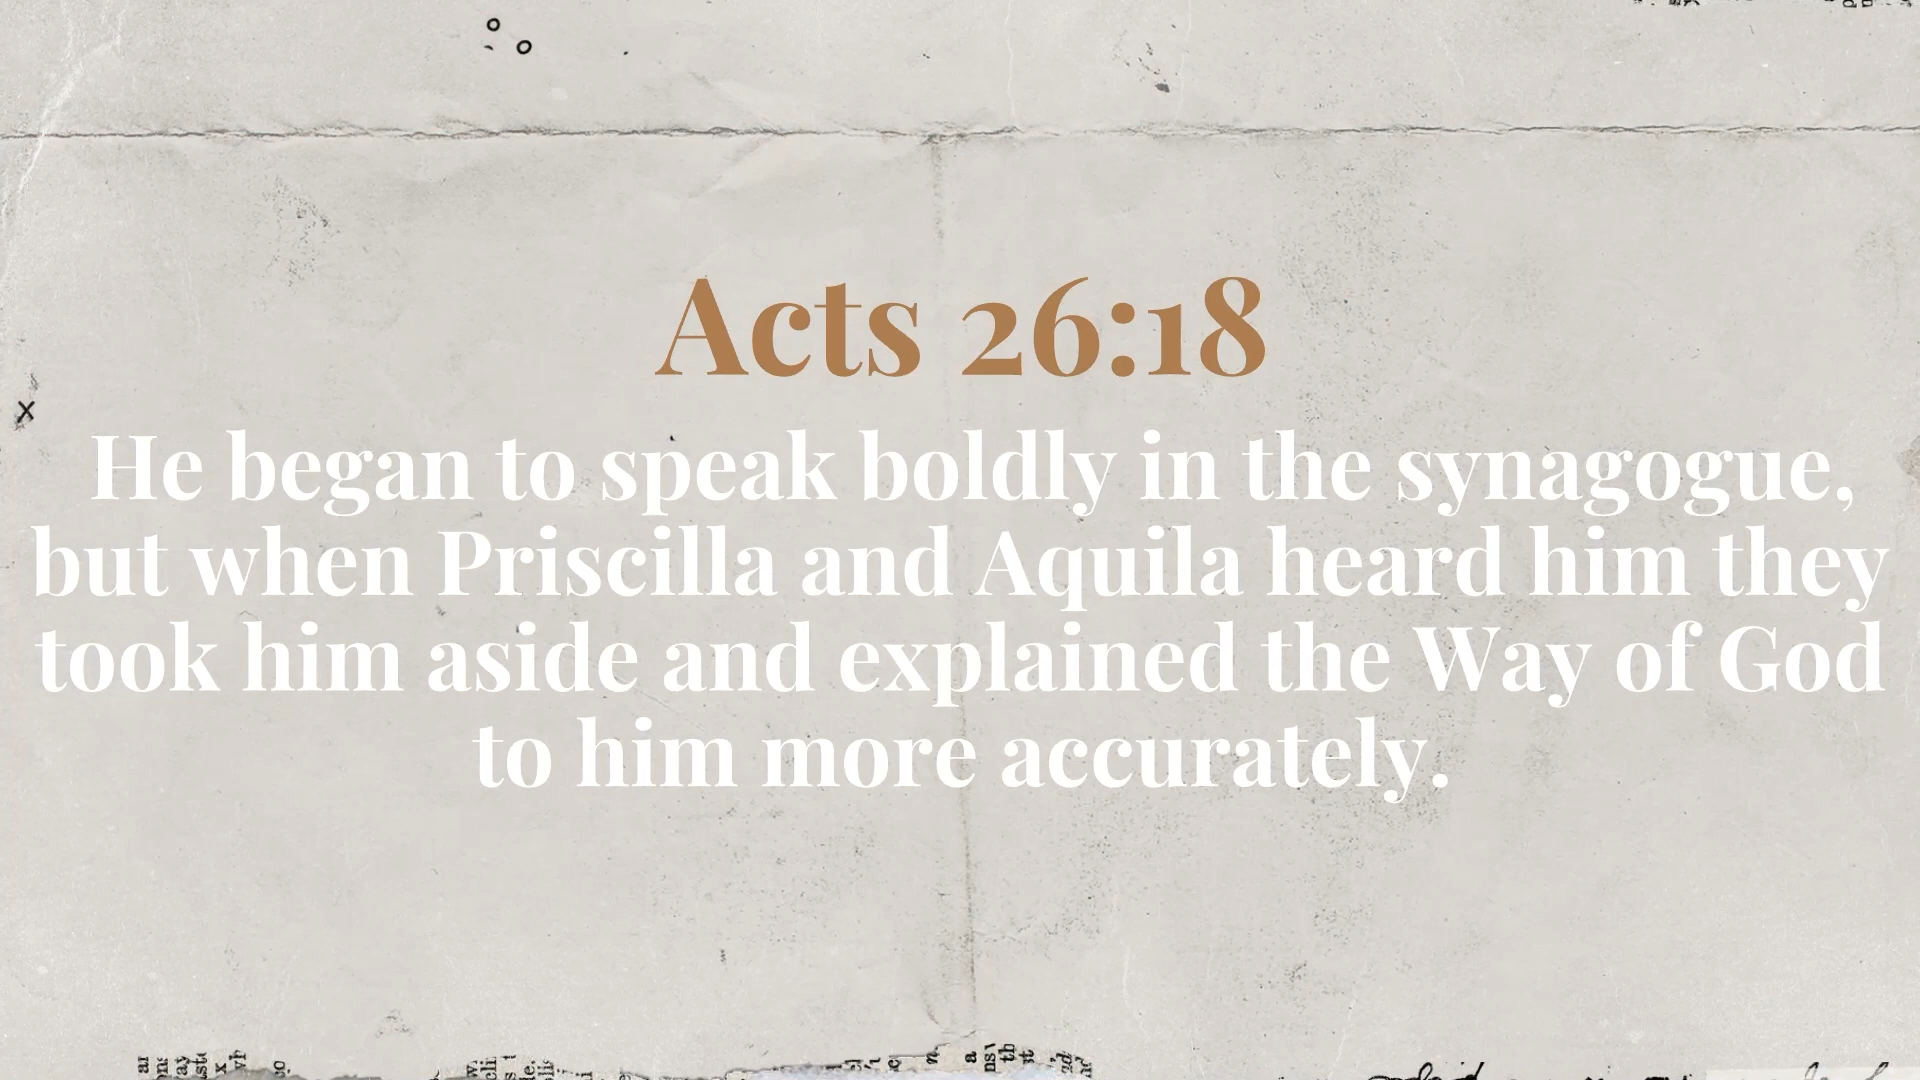 Acts 26:18
He began to speak boldly in the synagogue,
but when Priscilla and Aquila heard him they
took him aside and explained the Way of God
to him more accurately.